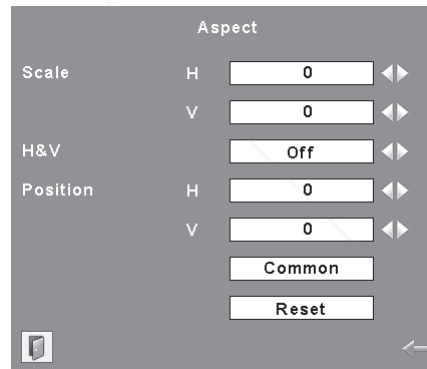 Aspect
Scale H 0
V 0
H&V Off
Position H 0
V 0
Common
Reset